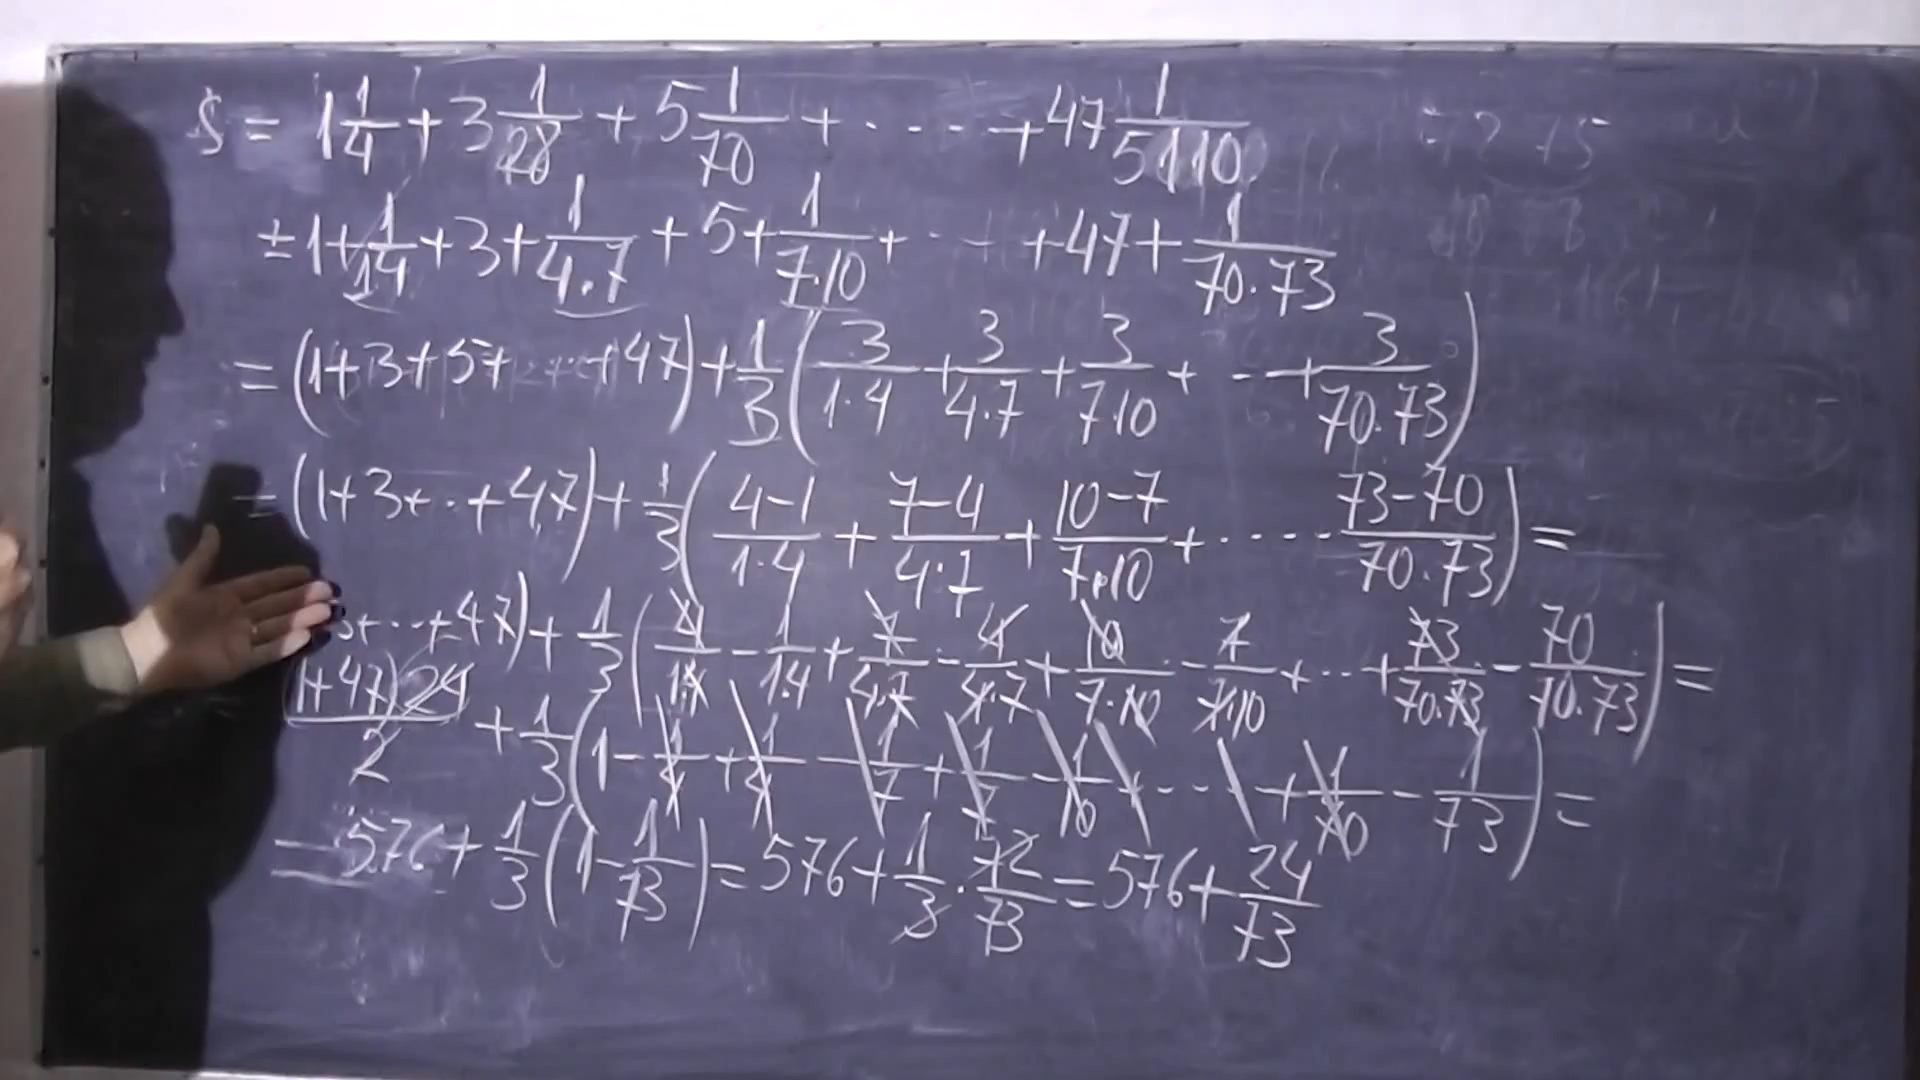 S = 1 1/4 + 3 1/28 + 5 1/70 + ..... + 47 1/5110
= 1 + 1/1·4 + 3 + 1/4·7 + 5 + 1/7·10 + ... + 47 + 1/70·73
= (1+3+5+...+47) + 1/3 (3/1·4 + 3/4·7 + 3/7·10 + ... + 3/70·73)
= (1+3+..+47) + 1/3 (4-1/1·4 + 7-4/4·7 + 10-7/7·10 + ..... 73-70/70·73) =
3+...+47) + 1/3 (4/1·4 - 1/1·4 + 7/4·7 - 4/4·7 + 10/7·10 - 7/7·10 + ... + 73/70·73 - 70/70·73) =
(1+47)24/2 + 1/3 (1 - 1/4 + 1/4 - 1/7 + 1/7 - 1/10 + .... + 1/70 - 1/73) =
= 576 + 1/3 (1 - 1/73) = 576 + 1/3 · 72/73 = 576 + 24/73